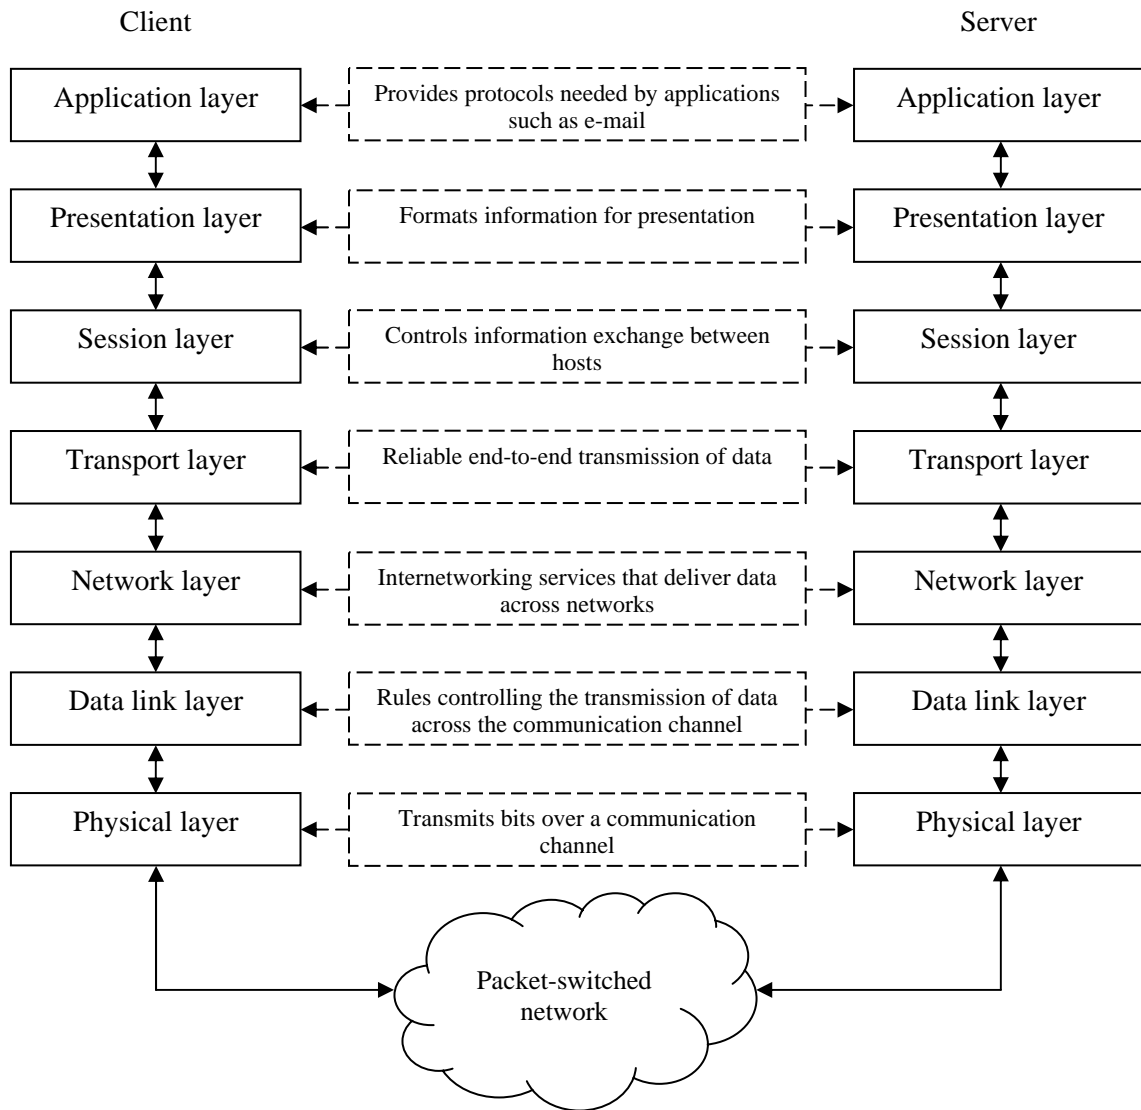 Client
Server
Application layer
Provides protocols needed by applications
such as e-mail
Application layer
Presentation layer
Formats information for presentation
Presentation layer
Session layer
Controls information exchange between
hosts
Session layer
Transport layer
Reliable end-to-end transmission of data
Transport layer
Network layer
Internetworking services that deliver data
across networks
Network layer
Data link layer
Rules controlling the transmission of data
across the communication channel
Data link layer
Physical layer
Transmits bits over a communication
channel
Physical layer
Packet-switched
network